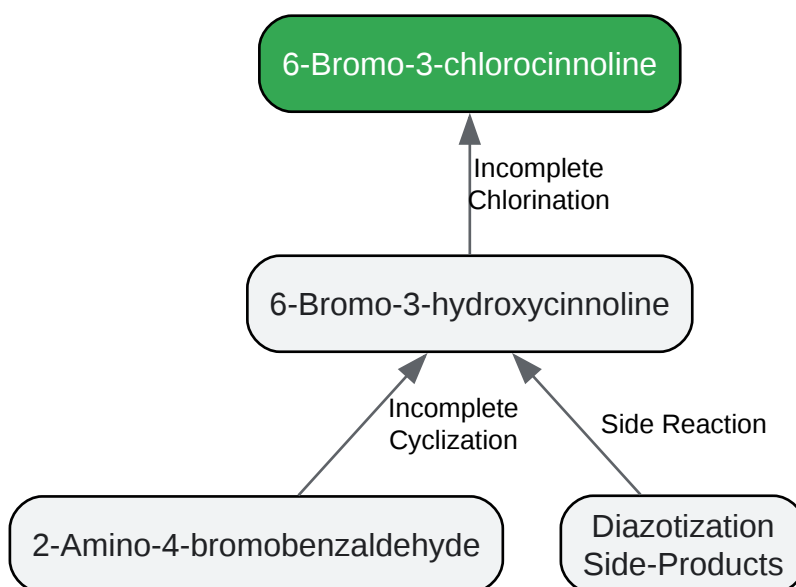 6-Bromo-3-chlorocinnoline
Incomplete
Chlorination
6-Bromo-3-hydroxycinnoline
Incomplete
Cyclization
Side Reaction
2-Amino-4-bromobenzaldehyde
Diazotization
Side-Products